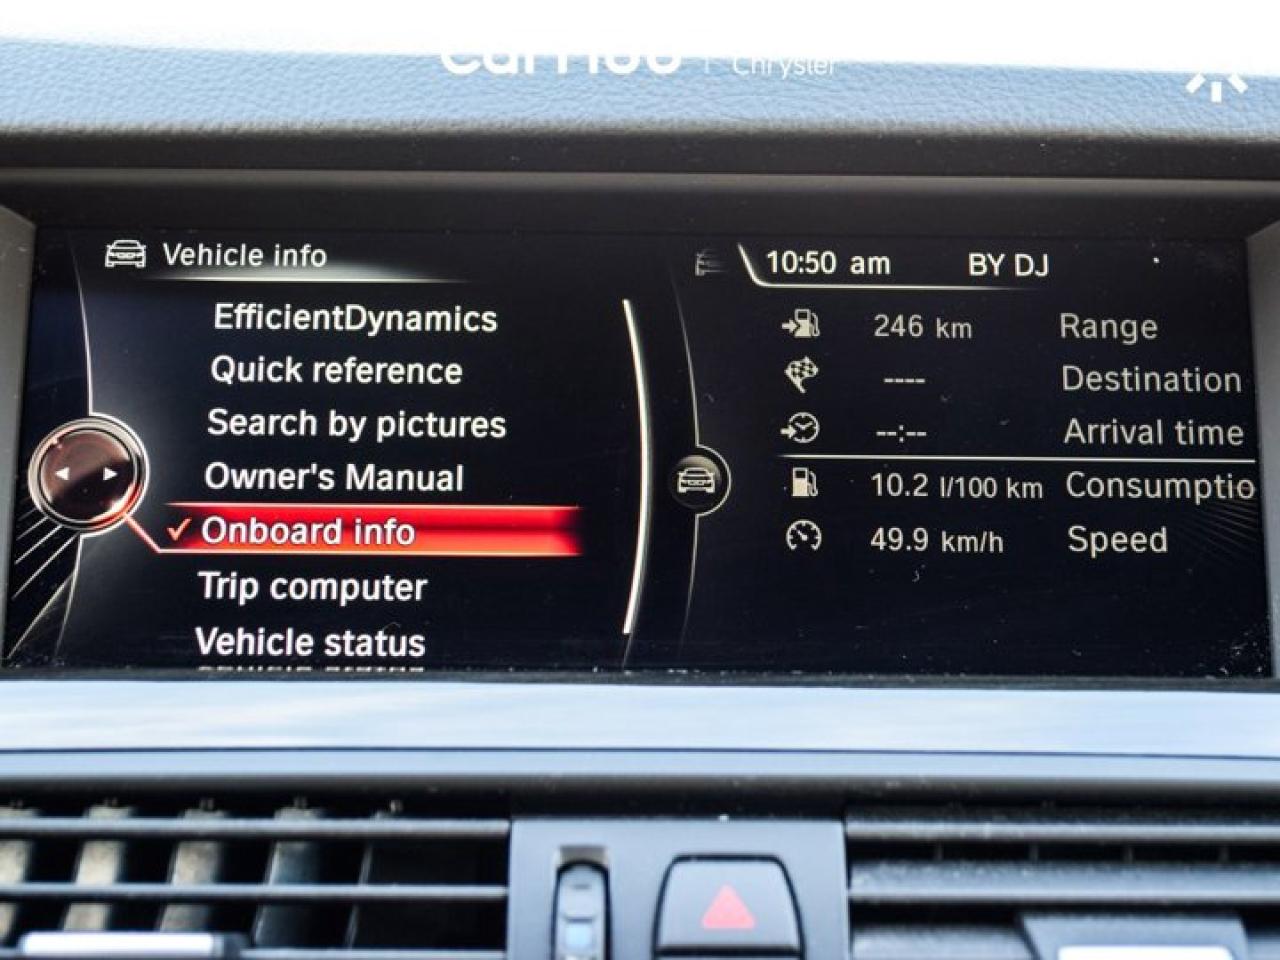 Chrysler
Vehicle info
EfficientDynamics
Quick reference
Search by pictures
Owner's Manual
Onboard info
Trip computer
Vehicle status
10:50 am BY DJ
246 km Range
---- Destination
--:-- Arrival time
10.2 l/100 km Consumptio
49.9 km/h Speed